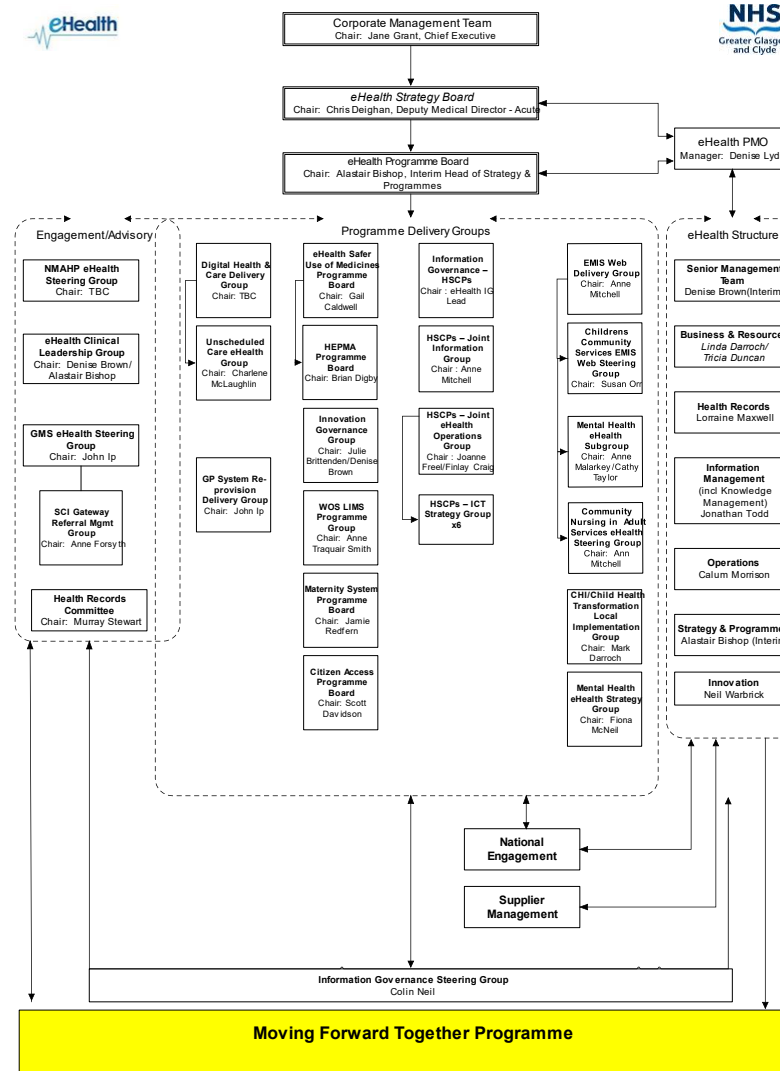 eHealth
NHS
Greater Glasgo
and Clyde
Corporate Management Team
Chair: Jane Grant, Chief Executive
eHealth Strategy Board
Chair: Chris Deighan, Deputy Medical Director - Acute
eHealth Programme Board
Chair: Alastair Bishop, Interim Head of Strategy &
Programmes
eHealth PMO
Manager: Denise Lyd
Engagement/Advisory
NMAHP eHealth
Steering Group
Chair: TBC
eHealth Clinical
Leadership Group
Chair: Denise Brown/
Alastair Bishop
GMS eHealth Steering
Group
Chair: John Ip
SCI Gateway
Referral Mgmt
Group
Chair: Anne Forsyth
Health Records
Committee
Chair: Murray Stewart
Programme Delivery Groups
Digital Health &
Care Delivery
Group
Chair: TBC
Unscheduled
Care eHealth
Group
Chair: Charlene
McLaughlin
GP System Re-
provision
Delivery Group
Chair: John Ip
eHealth Safer
Use of Medicines
Programme
Board
Chair: Gail
Caldwell
HEPMA
Programme
Board
Chair: Brian Digby
Innovation
Governance
Group
Chair: Julie
Brittenden/Denise
Brown
WOS LIMS
Programme
Group
Chair: Anne
Traquair Smith
Maternity System
Programme
Board
Chair: Jamie
Redfern
Citizen Access
Programme
Board
Chair: Scott
Davidson
Information
Governance –
HSCPs
Chair : eHealth IG
Lead
HSCPs – Joint
Information
Group
Chair : Anne
Mitchell
HSCPs – Joint
eHealth
Operations
Group
Chair : Joanne
Freel/Finlay Craig
HSCPs – ICT
Strategy Group
x6
EMIS Web
Delivery Group
Chair: Anne
Mitchell
Childrens
Community
Services EMIS
Web Steering
Group
Chair: Susan Orr
Mental Health
eHealth
Subgroup
Chair: Anne
Malarkey/Cathy
Taylor
Community
Nursing in Adult
Services eHealth
Steering Group
Chair: Ann
Mitchell
CHI/Child Health
Transformation
Local
Implementation
Group
Chair: Mark
Darroch
Mental Health
eHealth Strategy
Group
Chair: Fiona
McNeil
eHealth Structure
Senior Management
Team
Denise Brown(Interim
Business & Resource
Linda Darroch/
Tricia Duncan
Health Records
Lorraine Maxwell
Information
Management
(incl Knowledge
Management)
Jonathan Todd
Operations
Calum Morrison
Strategy & Programme
Alastair Bishop (Interim
Innovation
Neil Warbrick
National
Engagement
Supplier
Management
Information Governance Steering Group
Colin Neil
Moving Forward Together Programme